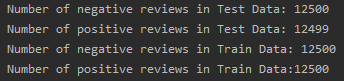 Number of negative reviews in Test Data: 12500
Number of positive reviews in Test Data: 12499
Number of negative reviews in Train Data: 12500
Number of positive reviews in Train Data:12500